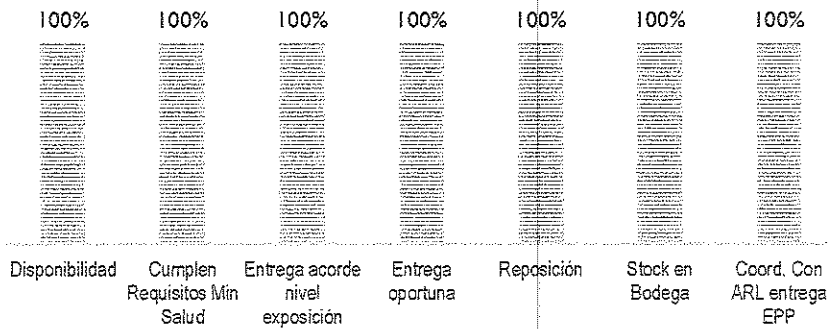 100% 100% 100% 100% 100% 100% 100%
Disponibilidad
Cumplen
Requisitos Min
Salud
Entrega acorde
nivel
exposición
Entrega
oportuna
Reposición
Stock en
Bodega
Coord. Con
ARL entrega
EPP